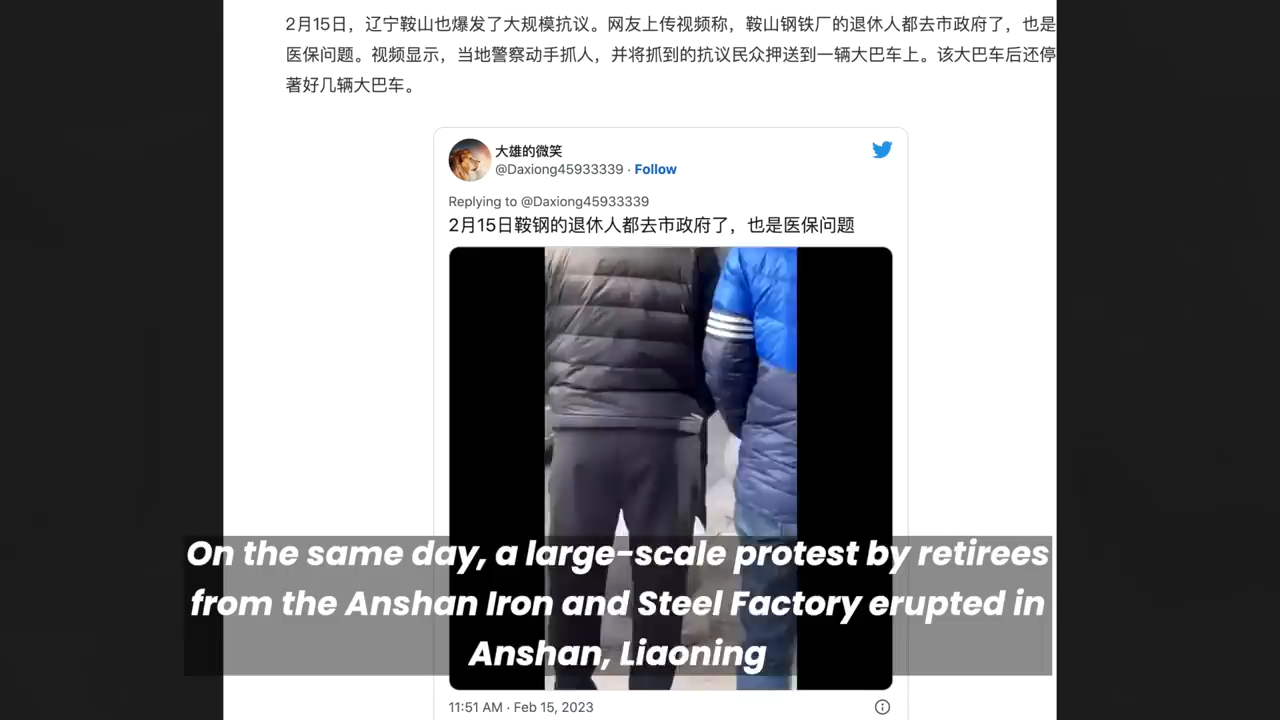 2月15日，辽宁鞍山也爆发了大规模抗议。网友上传视频称，鞍山钢铁厂的退休人都去市政府了，也是
医保问题。视频显示，当地警察动手抓人，并将抓到的抗议民众押送到一辆大巴车上。该大巴车后还停
著好几辆大巴车。
大雄的微笑
@Daxiong45933339 · Follow
Replying to @Daxiong45933339
2月15日鞍钢的退休人都去市政府了，也是医保问题
On the same day, a large-scale protest by retirees
from the Anshan Iron and Steel Factory erupted in
Anshan, Liaoning
11:51 AM · Feb 15, 2023